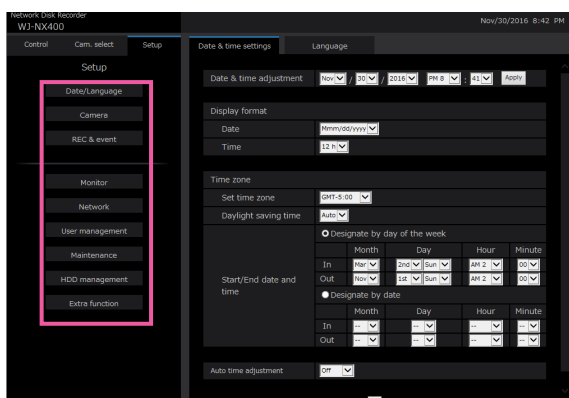 Network Disk Recorder
WJ-NX400
Nov/30/2016 8:42 PM
Control Cam. select Setup
Setup
Date/Language
Camera
REC & event
Monitor
Network
User management
Maintenance
HDD management
Extra function
Date & time settings Language
Date & time adjustment Nov / 30 / 2016 PM 8 : 41 Apply
Display format
Date Mmm/dd/yyyy
Time 12 h
Time zone
Set time zone GMT-5:00
Daylight saving time Auto
Designate by day of the week
Month Day Hour Minute
In Mar 2nd Sun AM 2 00
Out Nov 1st Sun AM 2 00
Start/End date and time
Designate by date
Month Day Hour Minute
In -- -- -- --
Out -- -- -- --
Auto time adjustment Off